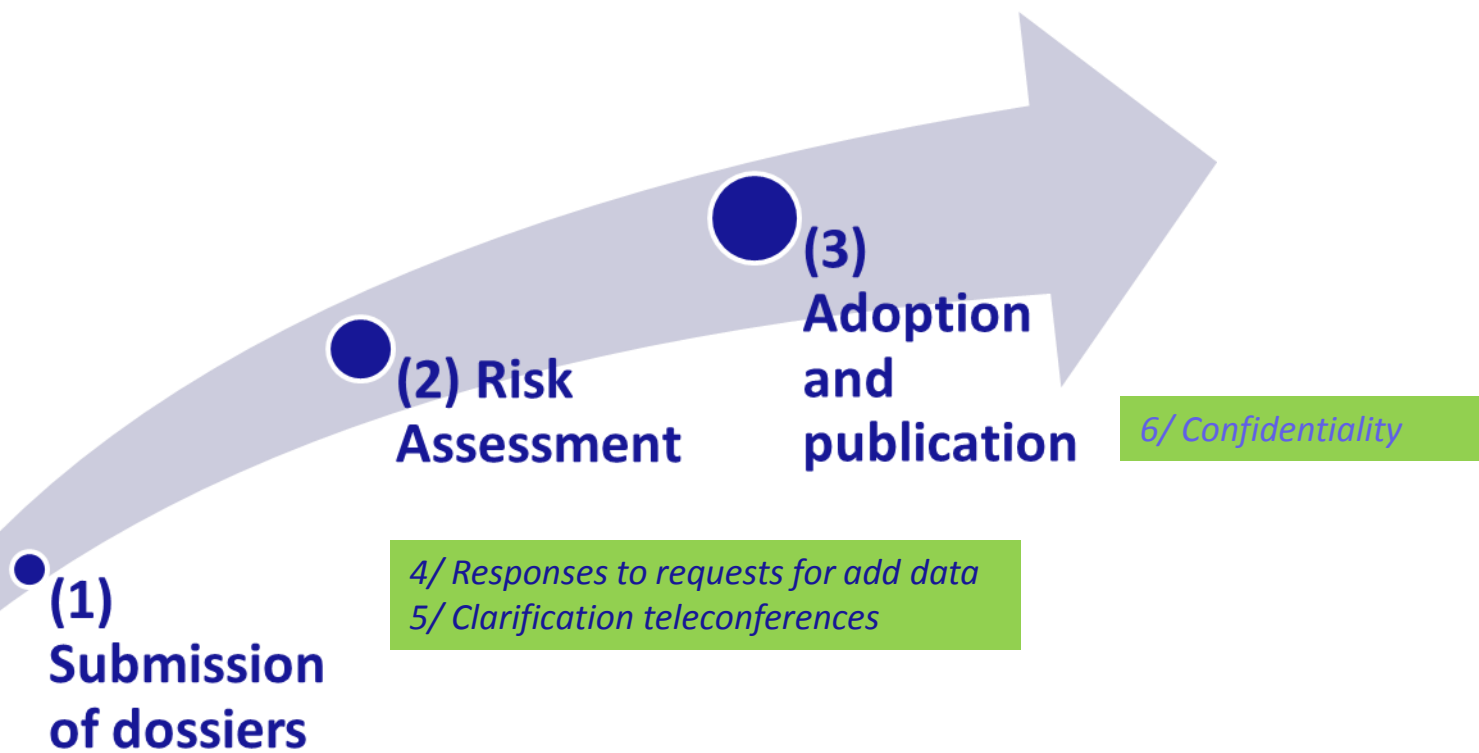 (1)
Submission
of dossiers
(2) Risk
Assessment
(3)
Adoption
and
publication
4/ Responses to requests for add data
5/ Clarification teleconferences
6/ Confidentiality